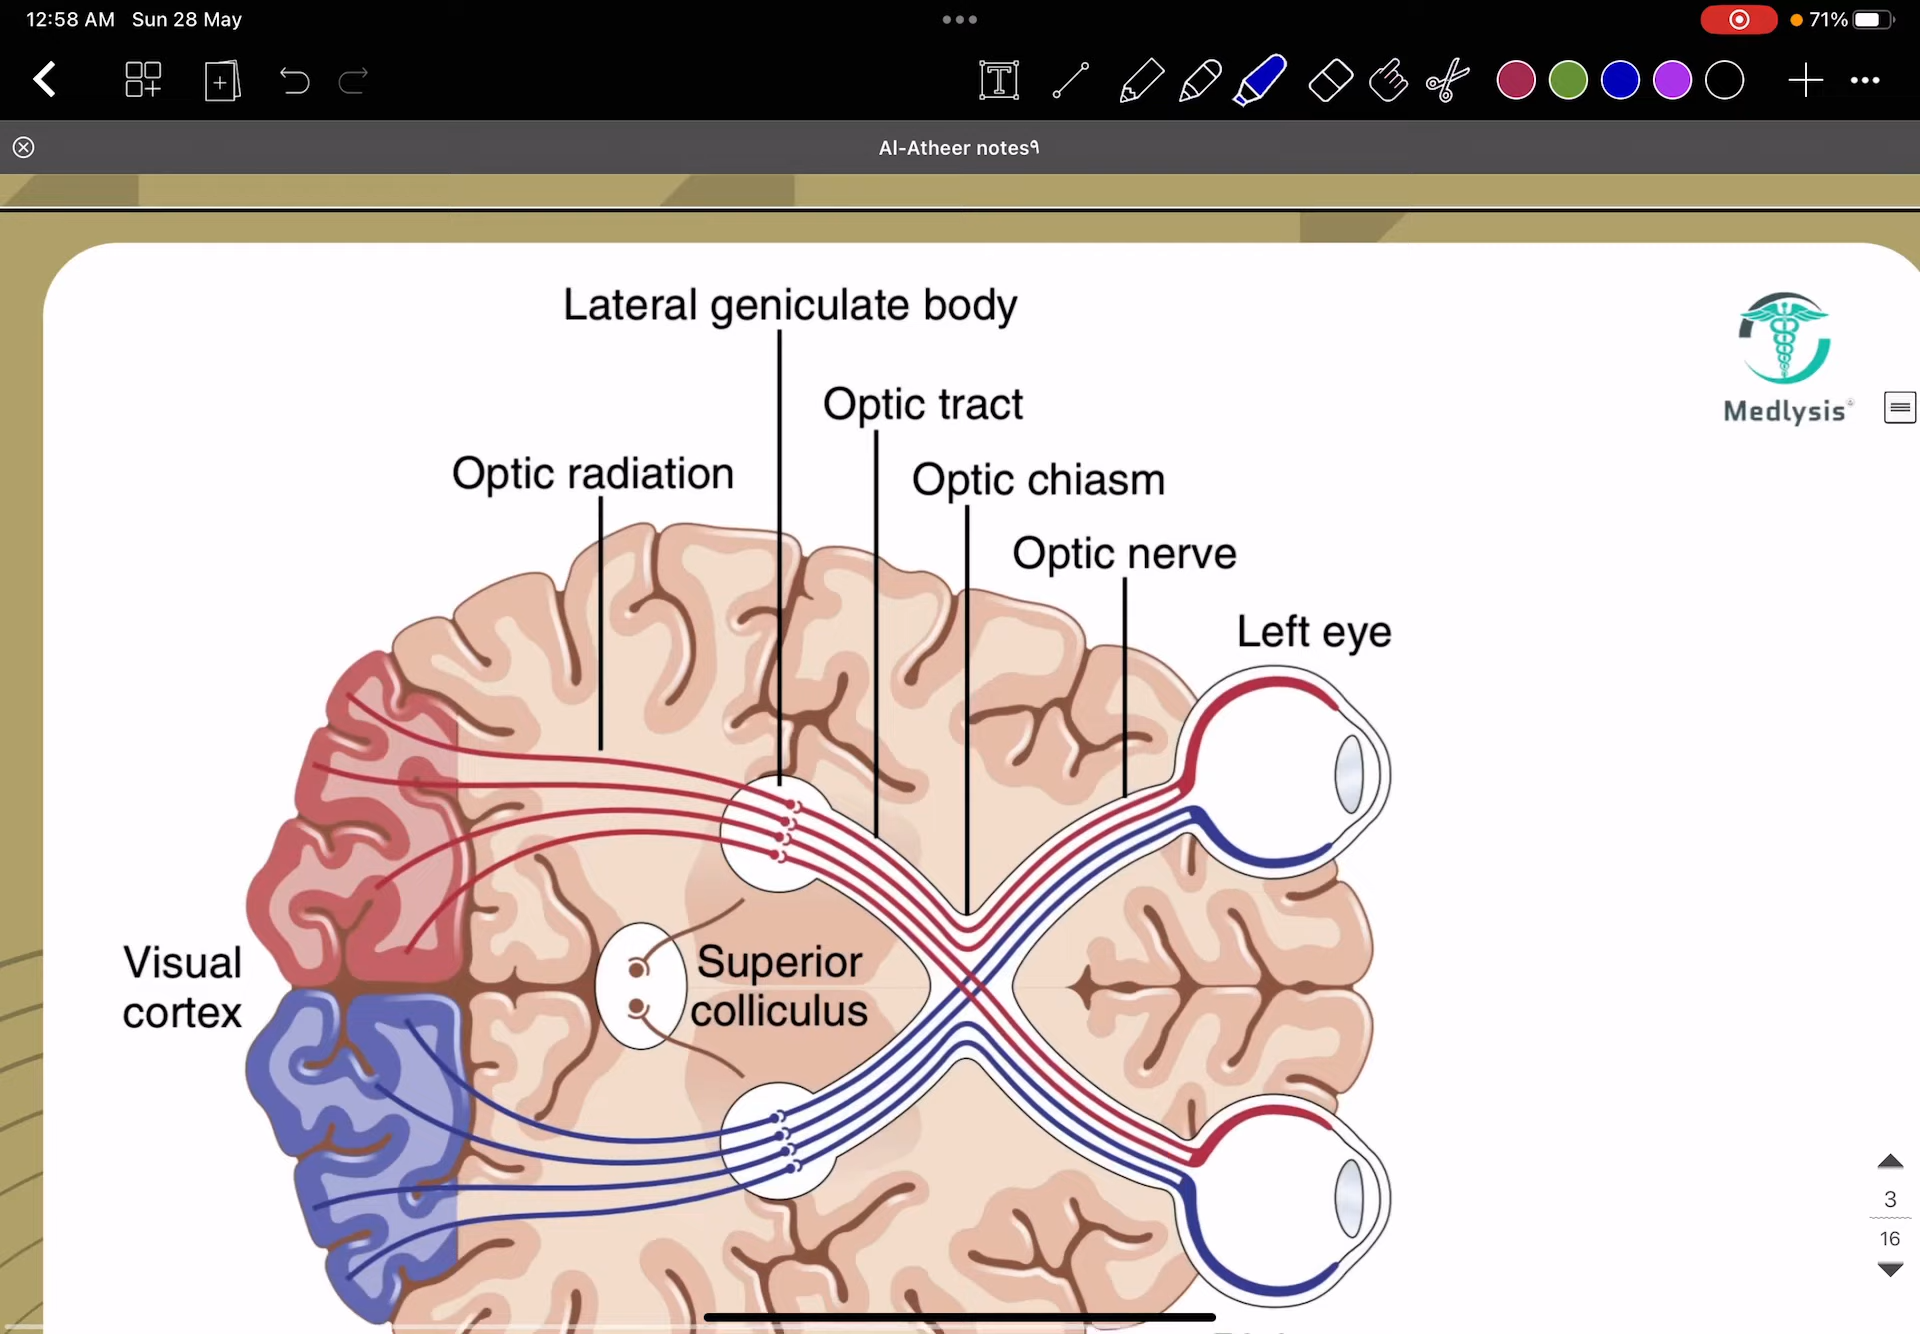 12:58 AM Sun 28 May
71%
T
Al-Atheer notes٩
Lateral geniculate body
Optic tract
Optic radiation
Optic chiasm
Optic nerve
Left eye
Medlysis
Visual
cortex
Superior
colliculus
3
16